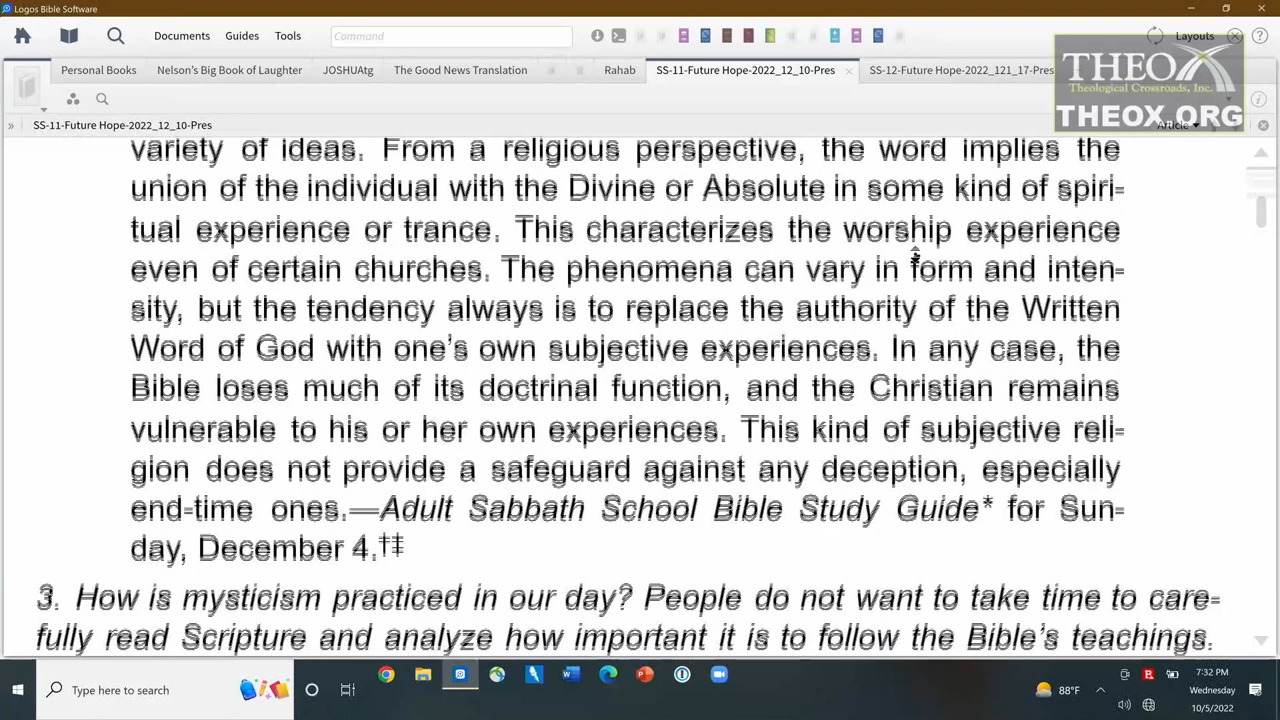 Logos Bible Software
Documents Guides Tools Command Layouts
THEOX
Theological Crossroads, Inc.
THEOX.ORG
Personal Books Nelson's Big Book of Laughter JOSHUAtg The Good News Translation Rahab SS-11-Future Hope-2022_12_10-Pres SS-12-Future Hope-2022_121_17-Pres
» SS-11-Future Hope-2022_12_10-Pres Article
variety of ideas. From a religious perspective, the word implies the
union of the individual with the Divine or Absolute in some kind of spiri-
tual experience or trance. This characterizes the worship experience
even of certain churches. The phenomena can vary in form and inten-
sity, but the tendency always is to replace the authority of the Written
Word of God with one's own subjective experiences. In any case, the
Bible loses much of its doctrinal function, and the Christian remains
vulnerable to his or her own experiences. This kind of subjective reli-
gion does not provide a safeguard against any deception, especially
end-time ones.—Adult Sabbath School Bible Study Guide* for Sun-
day, December 4.†‡
3. How is mysticism practiced in our day? People do not want to take time to care-
fully read Scripture and analyze how important it is to follow the Bible's teachings.
Type here to search 88°F 7:32 PM
Wednesday
10/5/2022